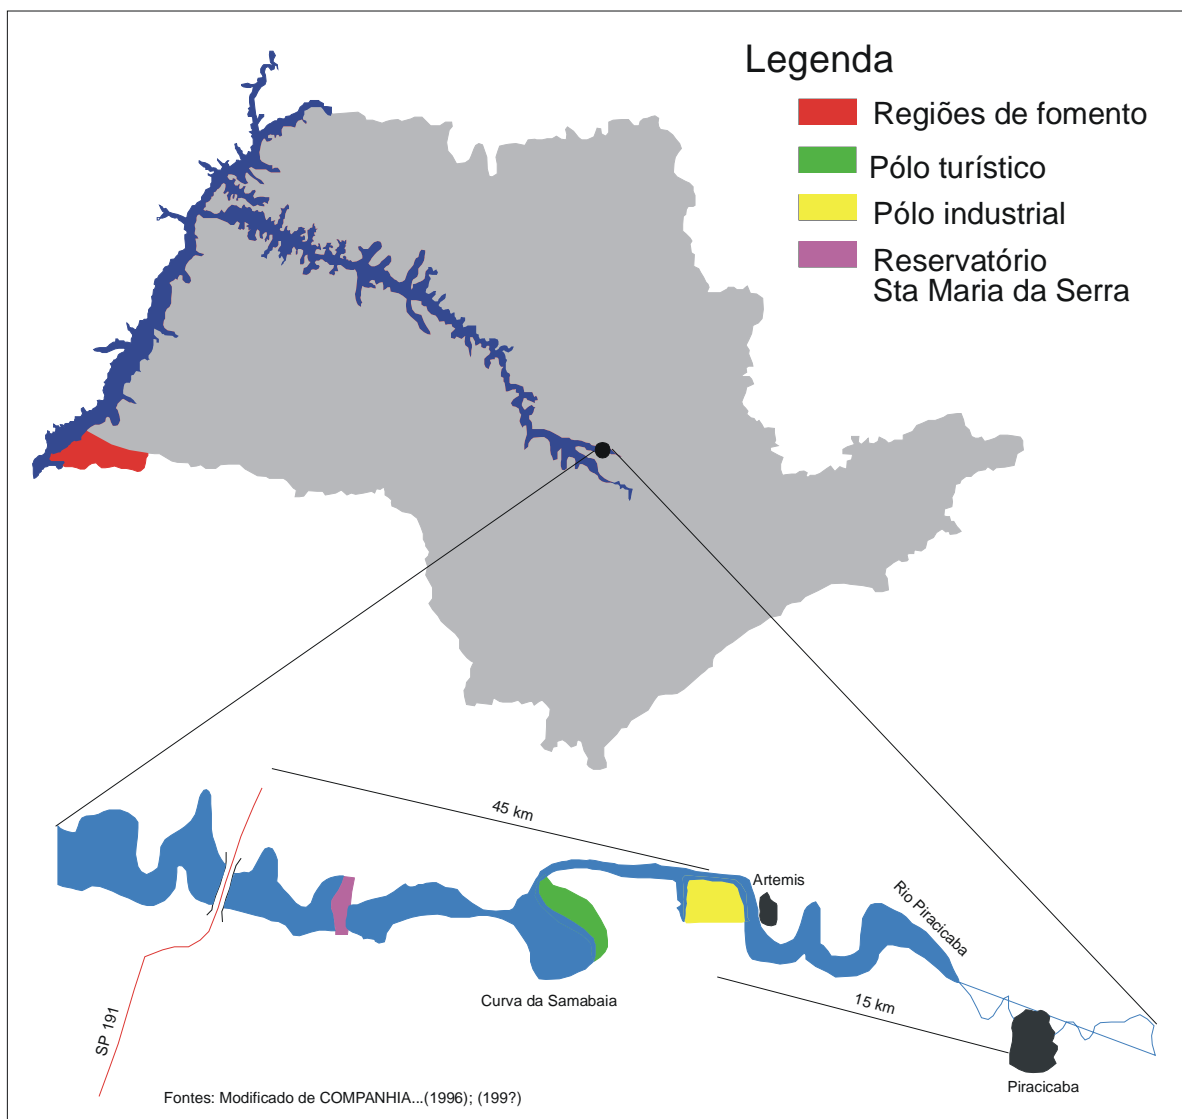 Legenda
Regiões de fomento
Pólo turístico
Pólo industrial
Reservatório
Sta Maria da Serra
45 km
Artemis
Rio Piracicaba
Curva da Samabaia
15 km
SP 191
Piracicaba
Fontes: Modificado de COMPANHIA...(1996); (199?)